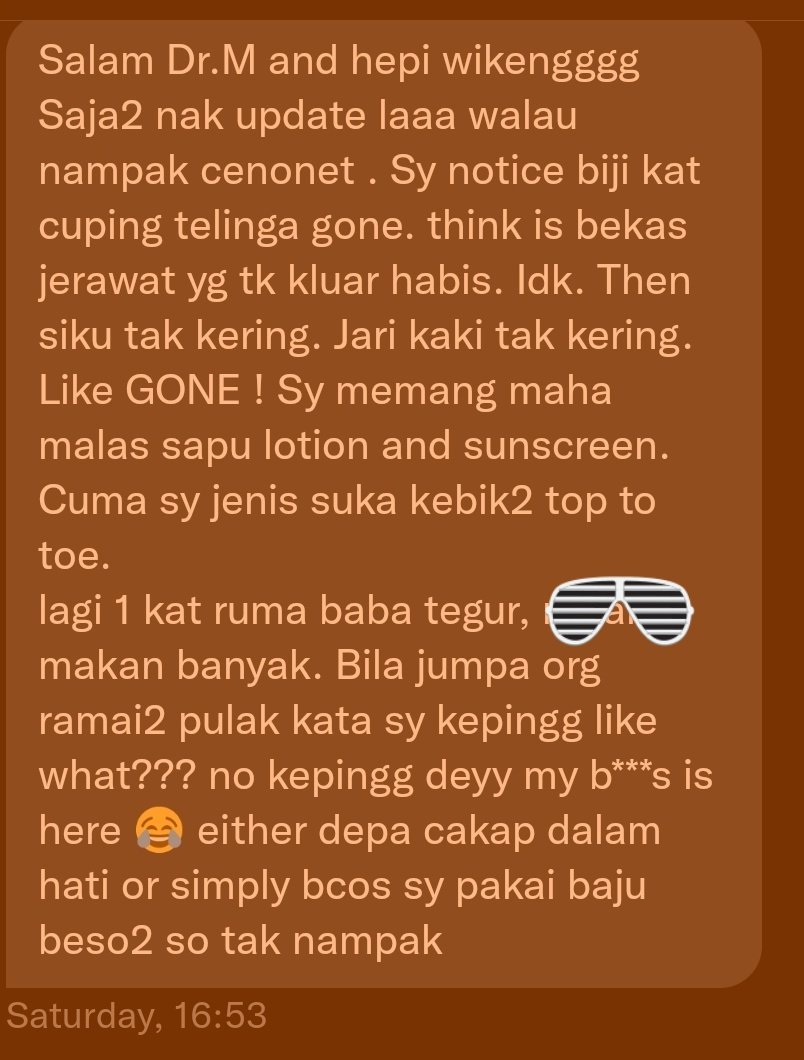 Salam Dr.M and hepi wikengggg
Saja2 nak update laaa walau
nampak cenonet . Sy notice biji kat
cuping telinga gone. think is bekas
jerawat yg tk kluar habis. Idk. Then
siku tak kering. Jari kaki tak kering.
Like GONE ! Sy memang maha
malas sapu lotion and sunscreen.
Cuma sy jenis suka kebik2 top to
toe.
lagi 1 kat ruma baba tegur,
makan banyak. Bila jumpa org
ramai2 pulak kata sy kepingg like
what??? no kepingg deyy my b***s is
here 😂 either depa cakap dalam
hati or simply bcos sy pakai baju
beso2 so tak nampak
Saturday, 16:53